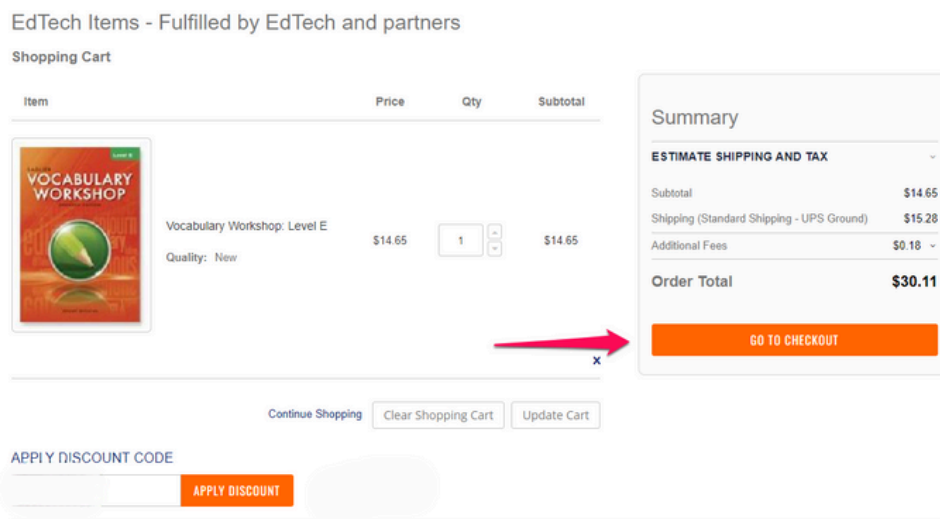 EdTech Items - Fulfilled by EdTech and partners
Shopping Cart
Item Price Qty Subtotal
Level E
VOCABULARY
WORKSHOP
Vocabulary Workshop: Level E
Quality: New
$14.65 1 $14.65
x
Continue Shopping Clear Shopping Cart Update Cart
APPLY DISCOUNT CODE
APPLY DISCOUNT
Summary
ESTIMATE SHIPPING AND TAX
Subtotal $14.65
Shipping (Standard Shipping - UPS Ground) $15.28
Additional Fees $0.18
Order Total $30.11
GO TO CHECKOUT